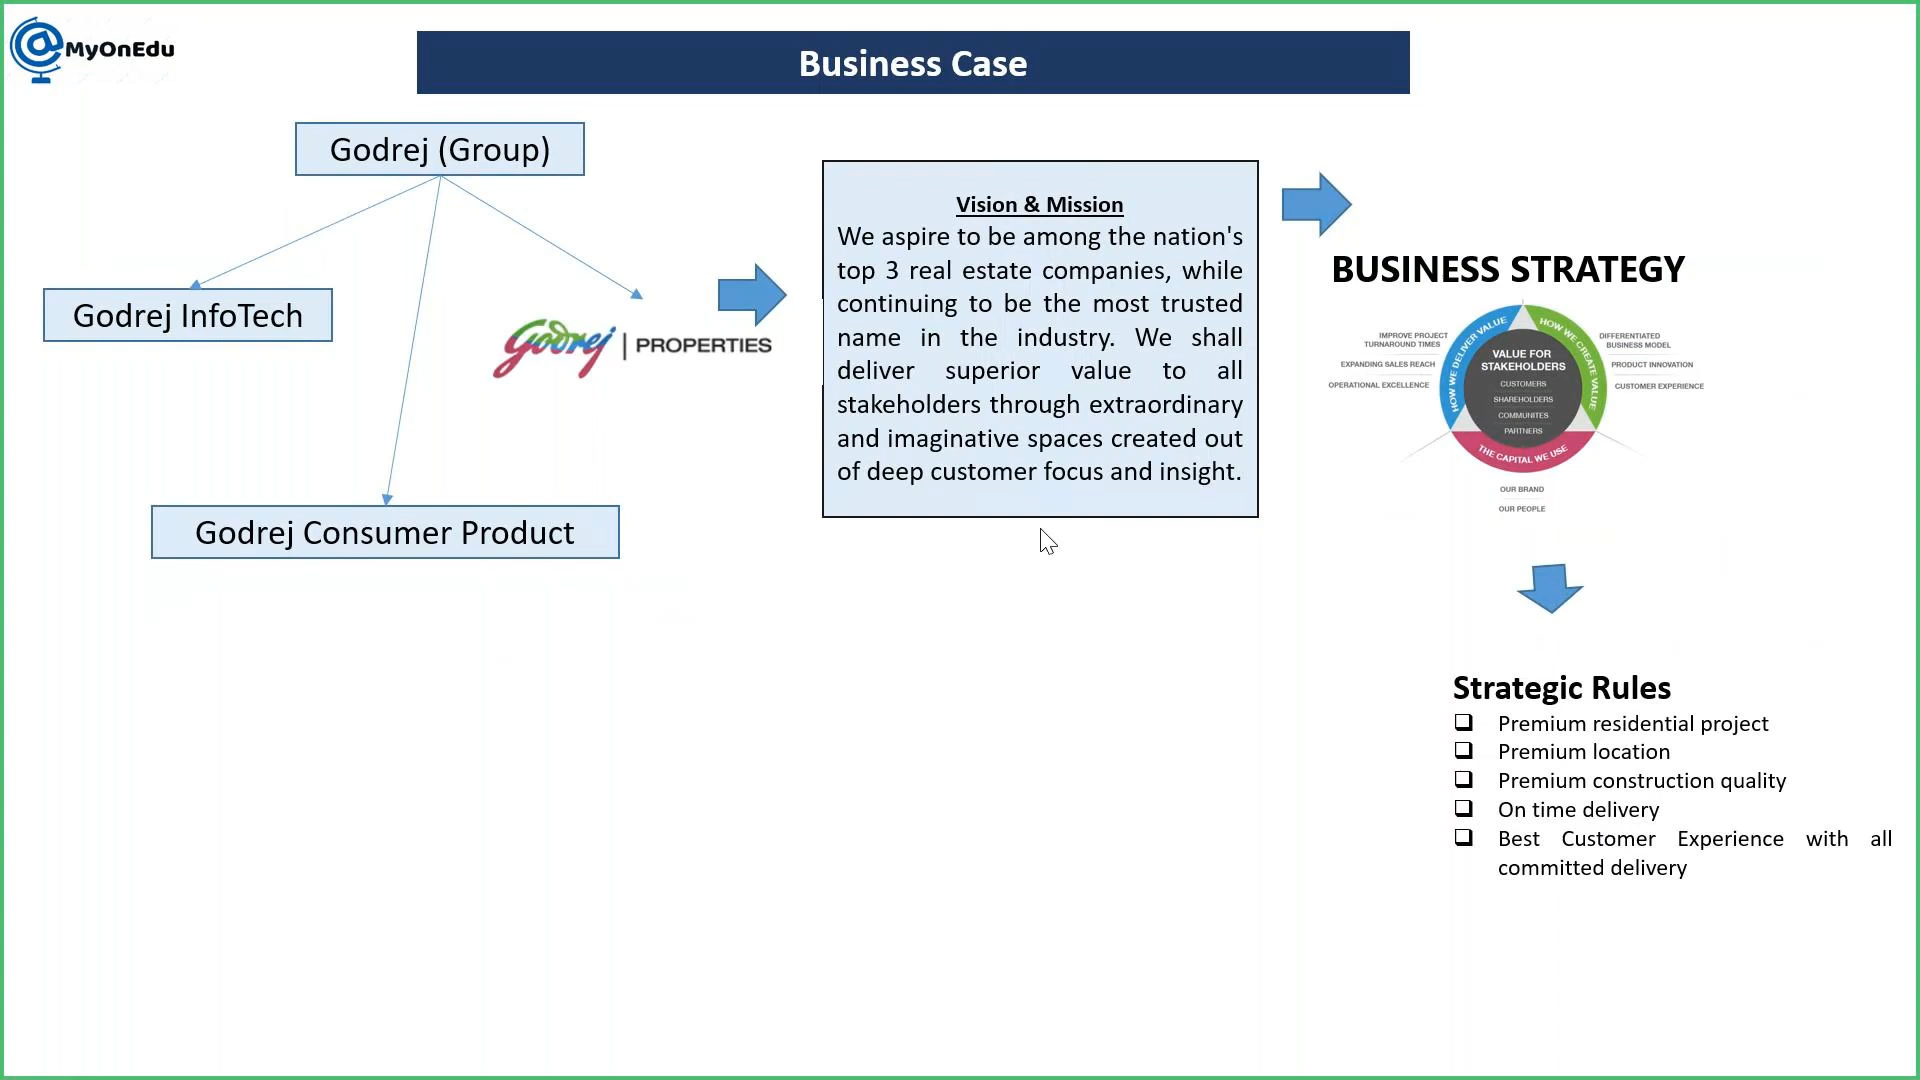 @MyOnEdu
Business Case
Godrej (Group)
Godrej InfoTech
Godrej | PROPERTIES
Godrej Consumer Product
Vision & Mission
We aspire to be among the nation's
top 3 real estate companies, while
continuing to be the most trusted
name in the industry. We shall
deliver superior value to all
stakeholders through extraordinary
and imaginative spaces created out
of deep customer focus and insight.
BUSINESS STRATEGY
HOW WE DELIVER VALUE
IMPROVE PROJECT
TURNAROUND TIMES
EXPANDING SALES REACH
OPERATIONAL EXCELLENCE
VALUE FOR
STAKEHOLDERS
CUSTOMERS
SHAREHOLDERS
COMMUNITES
PARTNERS
HOW WE CREATE VALUE
DIFFERENTIATED
BUSINESS MODEL
PRODUCT INNOVATION
CUSTOMER EXPERIENCE
THE CAPITAL WE USE
OUR BRAND
OUR PEOPLE
Strategic Rules
Premium residential project
Premium location
Premium construction quality
On time delivery
Best Customer Experience with all
committed delivery